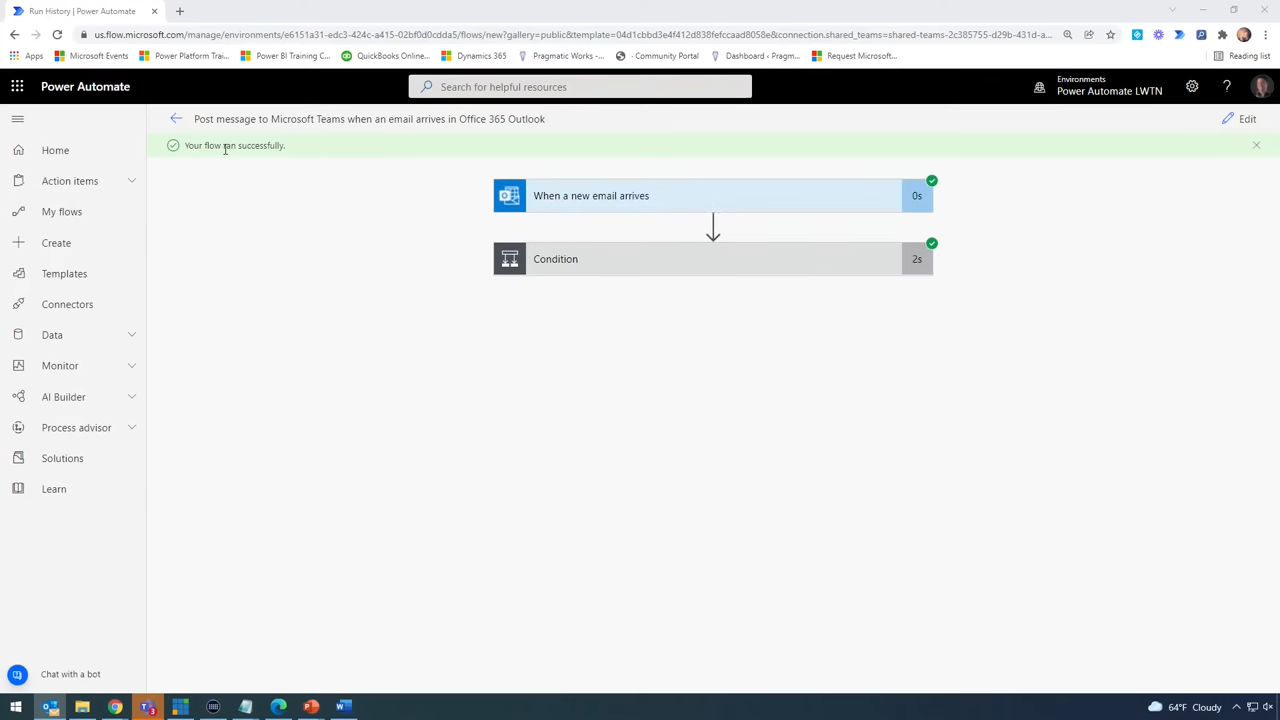 Run History | Power Automate
us.flow.microsoft.com/manage/environments/e6151a31-edc3-424c-a415-02bf0d0cdda5/flows/new?gallery=public&template=04d1cbbd3e4f412d838fefccaad8058e&connection.shared_teams=shared-teams-2c385755-d29b-431d-a...
Apps Microsoft Events Power Platform Trai... Power BI Training C... QuickBooks Online... Dynamics 365 Pragmatic Works -... · Community Portal Dashboard ‹ Pragm... Request Microsoft... Reading list
Power Automate
Search for helpful resources
Environments
Power Automate LWTN
Post message to Microsoft Teams when an email arrives in Office 365 Outlook
Edit
Your flow ran successfully.
Home
Action items
My flows
Create
Templates
Connectors
Data
Monitor
AI Builder
Process advisor
Solutions
Learn
When a new email arrives 0s
Condition 2s
Chat with a bot
3
64°F Cloudy